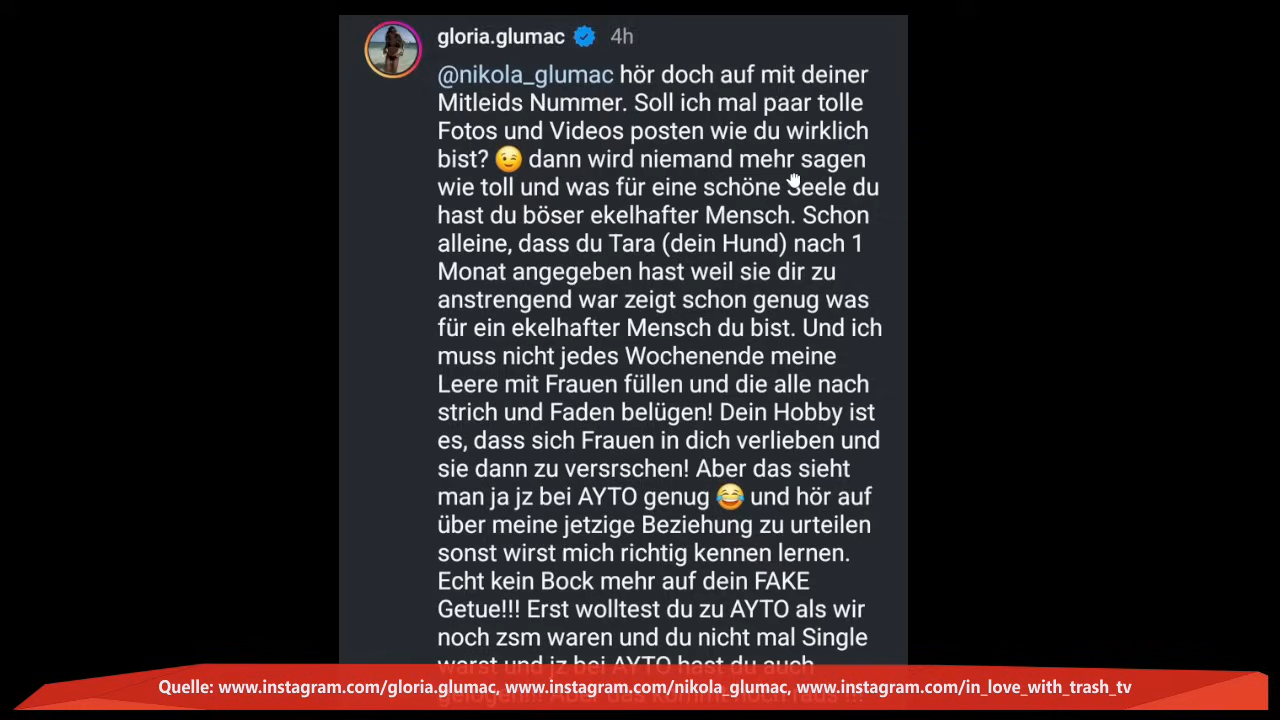 gloria.glumac 4h
@nikola_glumac hör doch auf mit deiner
Mitleids Nummer. Soll ich mal paar tolle
Fotos und Videos posten wie du wirklich
bist? 😉 dann wird niemand mehr sagen
wie toll und was für eine schöne Seele du
hast du böser ekelhafter Mensch. Schon
alleine, dass du Tara (dein Hund) nach 1
Monat angegeben hast weil sie dir zu
anstrengend war zeigt schon genug was
für ein ekelhafter Mensch du bist. Und ich
muss nicht jedes Wochenende meine
Leere mit Frauen füllen und die alle nach
strich und Faden belügen! Dein Hobby ist
es, dass sich Frauen in dich verlieben und
sie dann zu versrschen! Aber das sieht
man ja jz bei AYTO genug 😂 und hör auf
über meine jetzige Beziehung zu urteilen
sonst wirst mich richtig kennen lernen.
Echt kein Bock mehr auf dein FAKE
Getue!!! Erst wolltest du zu AYTO als wir
noch zsm waren und du nicht mal Single
warst und jz bei AYTO hast du auch
Quelle: www.instagram.com/gloria.glumac, www.instagram.com/nikola_glumac, www.instagram.com/in_love_with_trash_tv